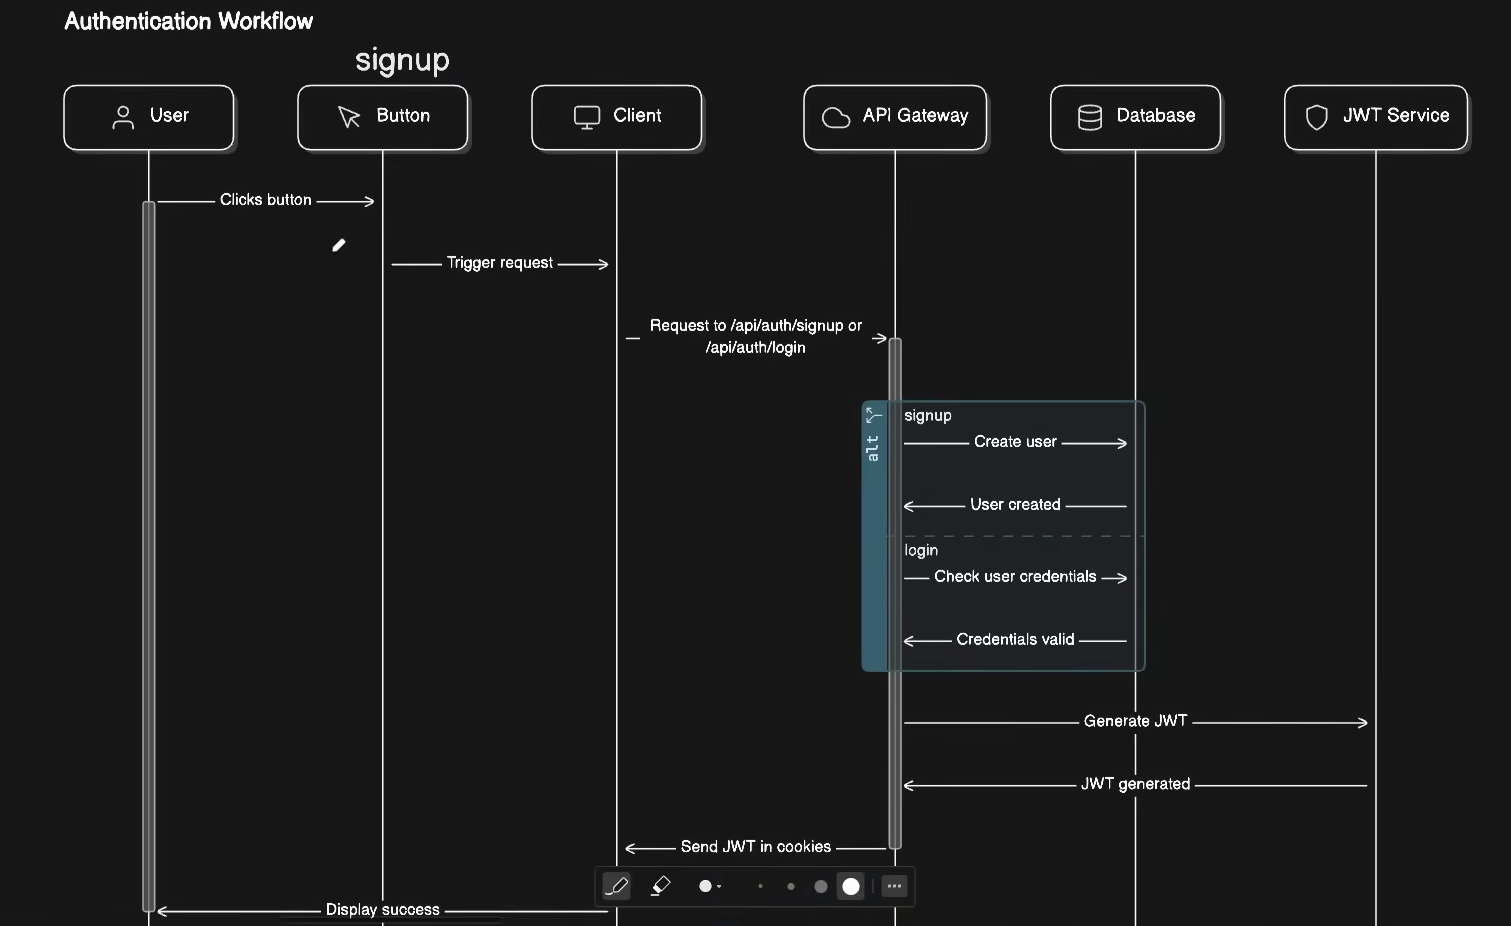 Authentication Workflow
signup
User
Button
Client
API Gateway
Database
JWT Service
Clicks button
Trigger request
Request to /api/auth/signup or
/api/auth/login
alt
signup
Create user
User created
login
Check user credentials
Credentials valid
Generate JWT
JWT generated
Send JWT in cookies
Display success